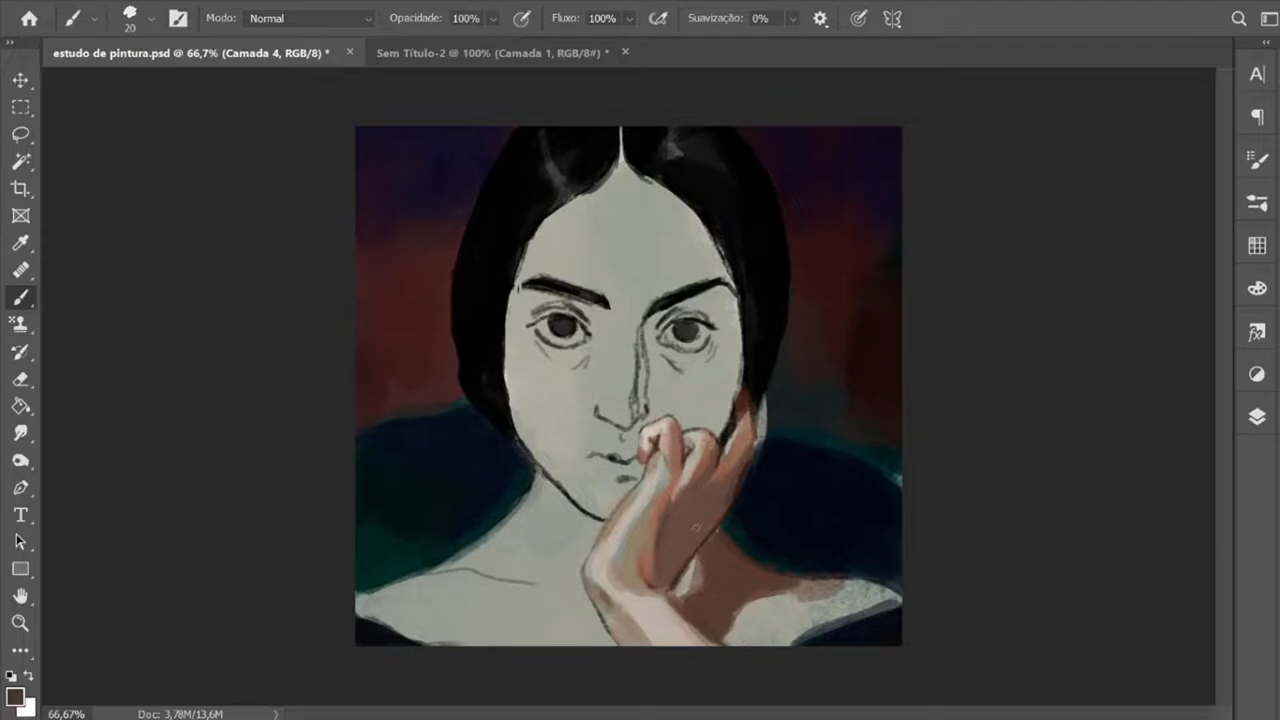 20 Modo: Normal Opacidade: 100% Fluxo: 100% Suavização: 0%
estudo de pintura.psd @ 66,7% (Camada 4, RGB/8) * × Sem Título-2 @ 100% (Camada 1, RGB/8#) * ×
66,67% Doc: 3,78M/13,6M